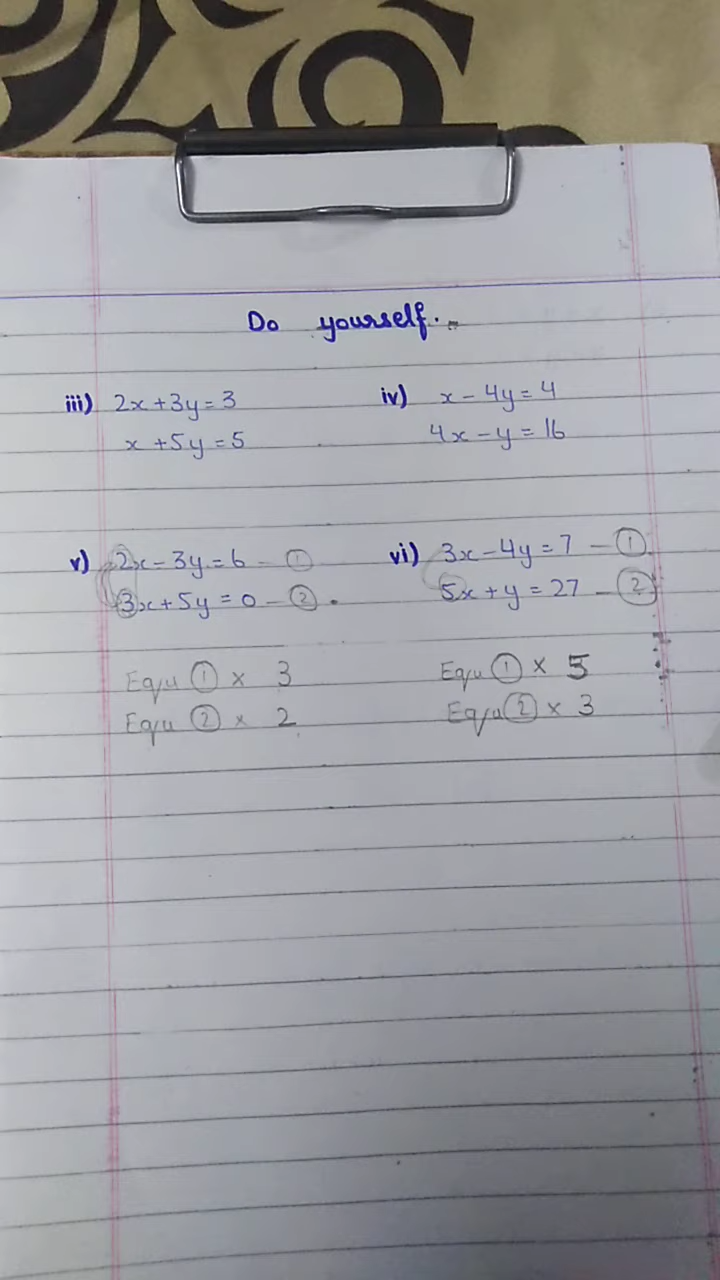 Do yourself.
iii) 2x + 3y = 3
x + 5y = 5
iv) x - 4y = 4
4x - y = 16
v) 2x - 3y = 6 - ①
3x + 5y = 0 - ② .
vi) 3x - 4y = 7 - ①
5x + y = 27 - ②
Equ ① × 3
Equ ② × 2
Equ ① × 5
Equ ② × 3